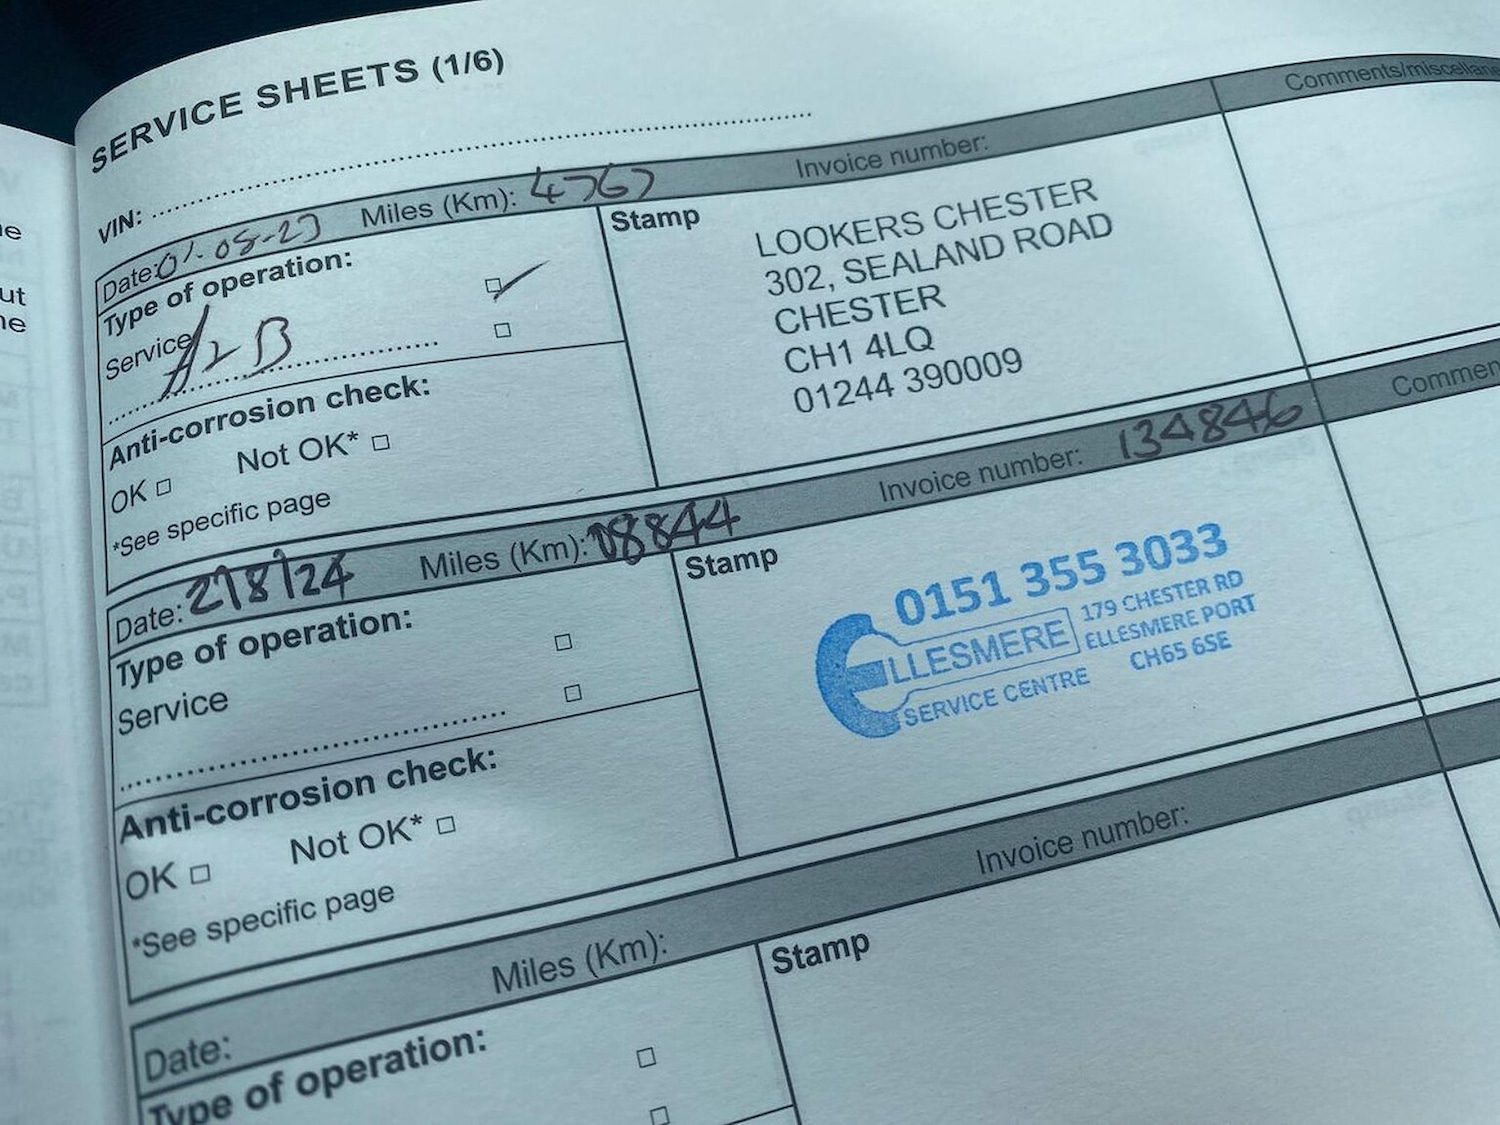 SERVICE SHEETS (1/6)
VIN:
Date: 01-08-23 Miles (Km): 4767 Invoice number: Comments/miscellane
Type of operation:
Service
A2B
Anti-corrosion check:
OK □ Not OK* □
*See specific page
Stamp
LOOKERS CHESTER
302, SEALAND ROAD
CHESTER
CH1 4LQ
01244 390009
Date: 2/8/24 Miles (Km): 08844 Invoice number: 134846 Commen
Type of operation:
Service
Anti-corrosion check:
OK □ Not OK* □
*See specific page
Stamp
0151 355 3033
ELLESMERE
SERVICE CENTRE
179 CHESTER RD
ELLESMERE PORT
CH65 6SE
Date: Miles (Km): Invoice number:
Type of operation:
Stamp